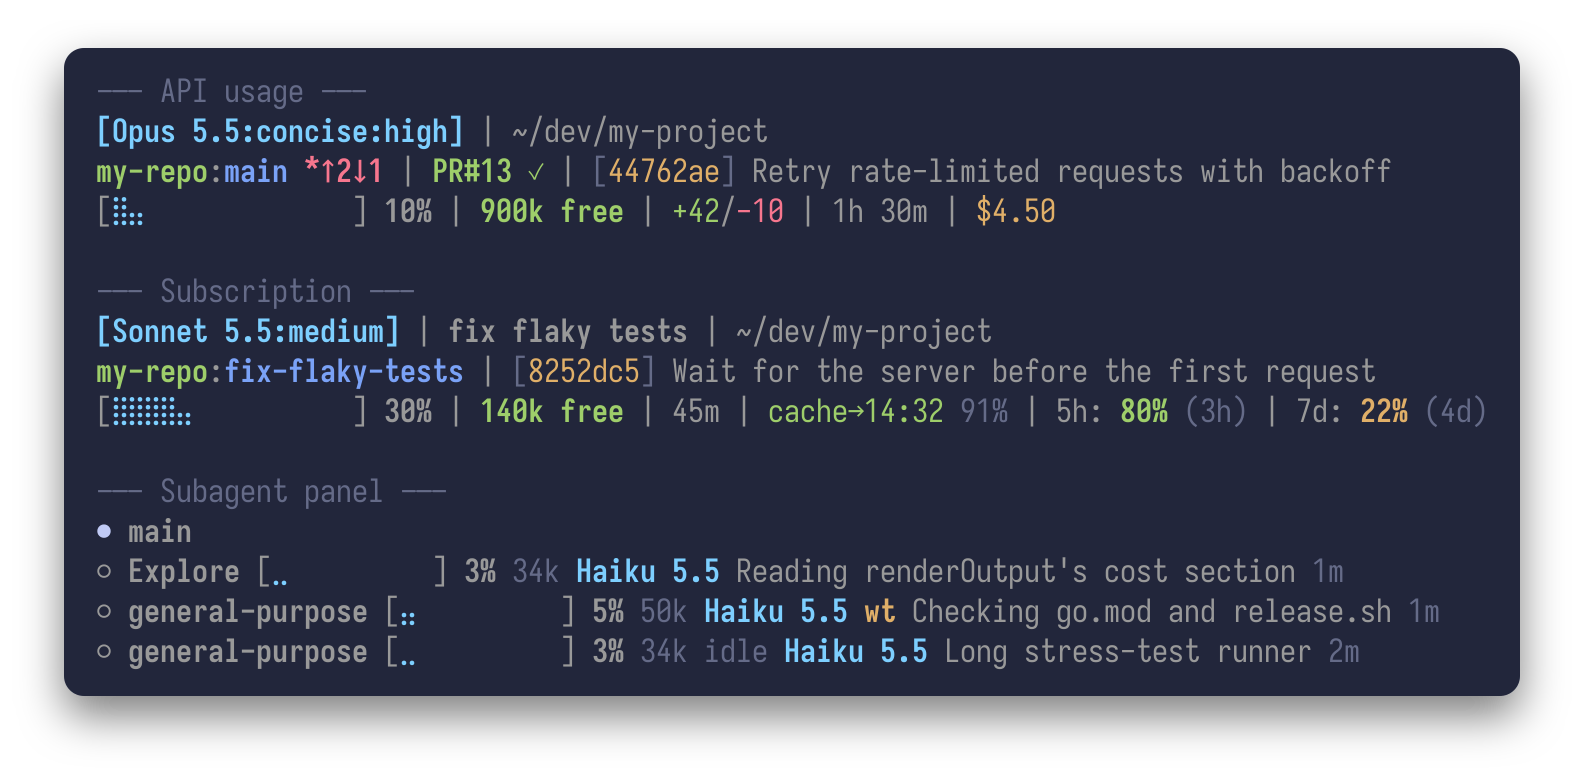 ─── API usage ───
[Opus 5.5:concise:high] | ~/dev/my-project
my-repo:main *↑2↓1 | PR#13 ✓ | [44762ae] Retry rate-limited requests with backoff
[⣷⣄ ] 10% | 900k free | +42/-10 | 1h 30m | $4.50
─── Subscription ───
[Sonnet 5.5:medium] | fix flaky tests | ~/dev/my-project
my-repo:fix-flaky-tests | [8252dc5] Wait for the server before the first request
[⣿⣿⣿⣿⣄ ] 30% | 140k free | 45m | cache→14:32 91% | 5h: 80% (3h) | 7d: 22% (4d)
─── Subagent panel ───
● main
○ Explore [⣀ ] 3% 34k Haiku 5.5 Reading renderOutput's cost section 1m
○ general-purpose [⣤ ] 5% 50k Haiku 5.5 wt Checking go.mod and release.sh 1m
○ general-purpose [⣀ ] 3% 34k idle Haiku 5.5 Long stress-test runner 2m